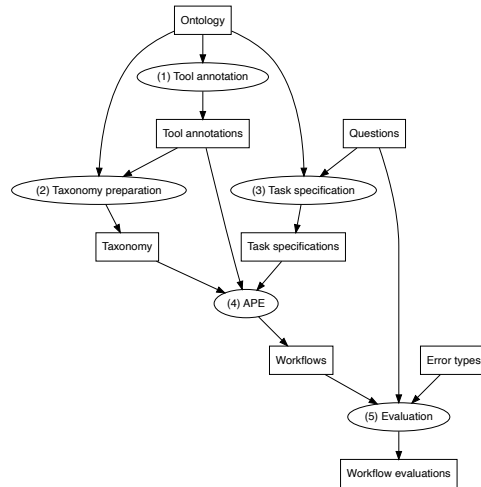 Ontology
(1) Tool annotation
Tool annotations
Questions
(2) Taxonomy preparation
(3) Task specification
Taxonomy
Task specifications
(4) APE
Workflows
Error types
(5) Evaluation
Workflow evaluations